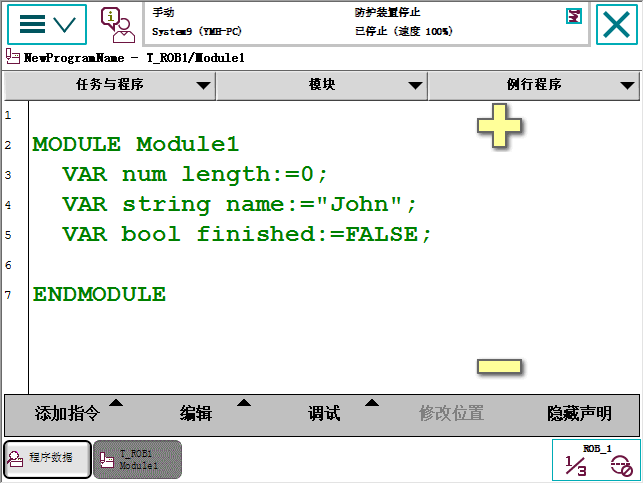 手动
防护装置停止
System9 (YMH-PC)
已停止 (速度 100%)
NewProgramName - T_ROB1/Module1
任务与程序
模块
例行程序
1
2 MODULE Module1
3 VAR num length:=0;
4 VAR string name:="John";
5 VAR bool finished:=FALSE;
6
7 ENDMODULE
添加指令
编辑
调试
修改位置
隐藏声明
程序数据
T_ROB1
Module1
ROB_1
1/3